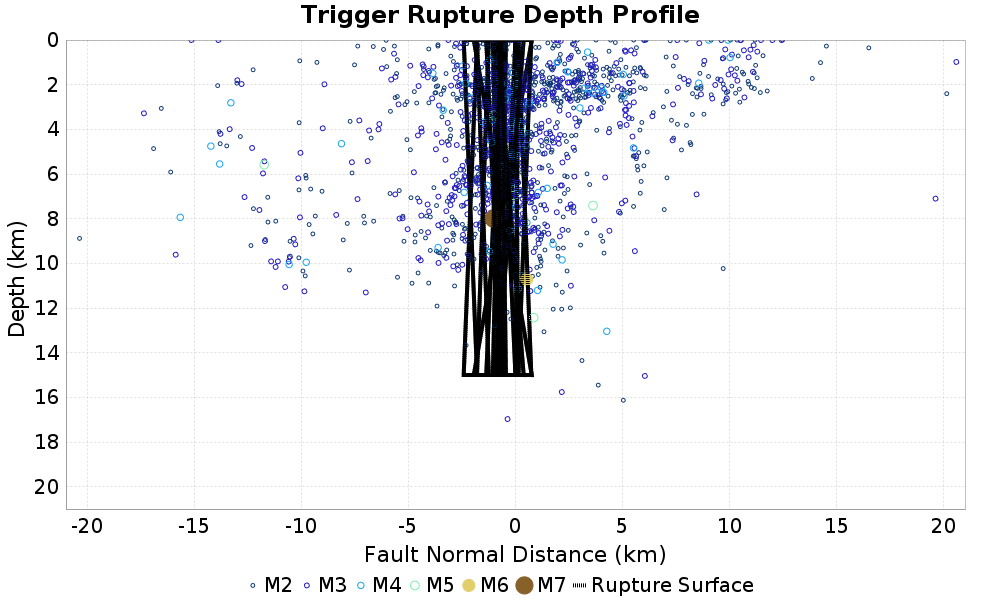 Trigger Rupture Depth Profile
0
2
4
6
8
10
12
14
16
18
20
Depth (km)
-20 -15 -10 -5 0 5 10 15 20
Fault Normal Distance (km)
M2 M3 M4 M5 M6 M7 Rupture Surface